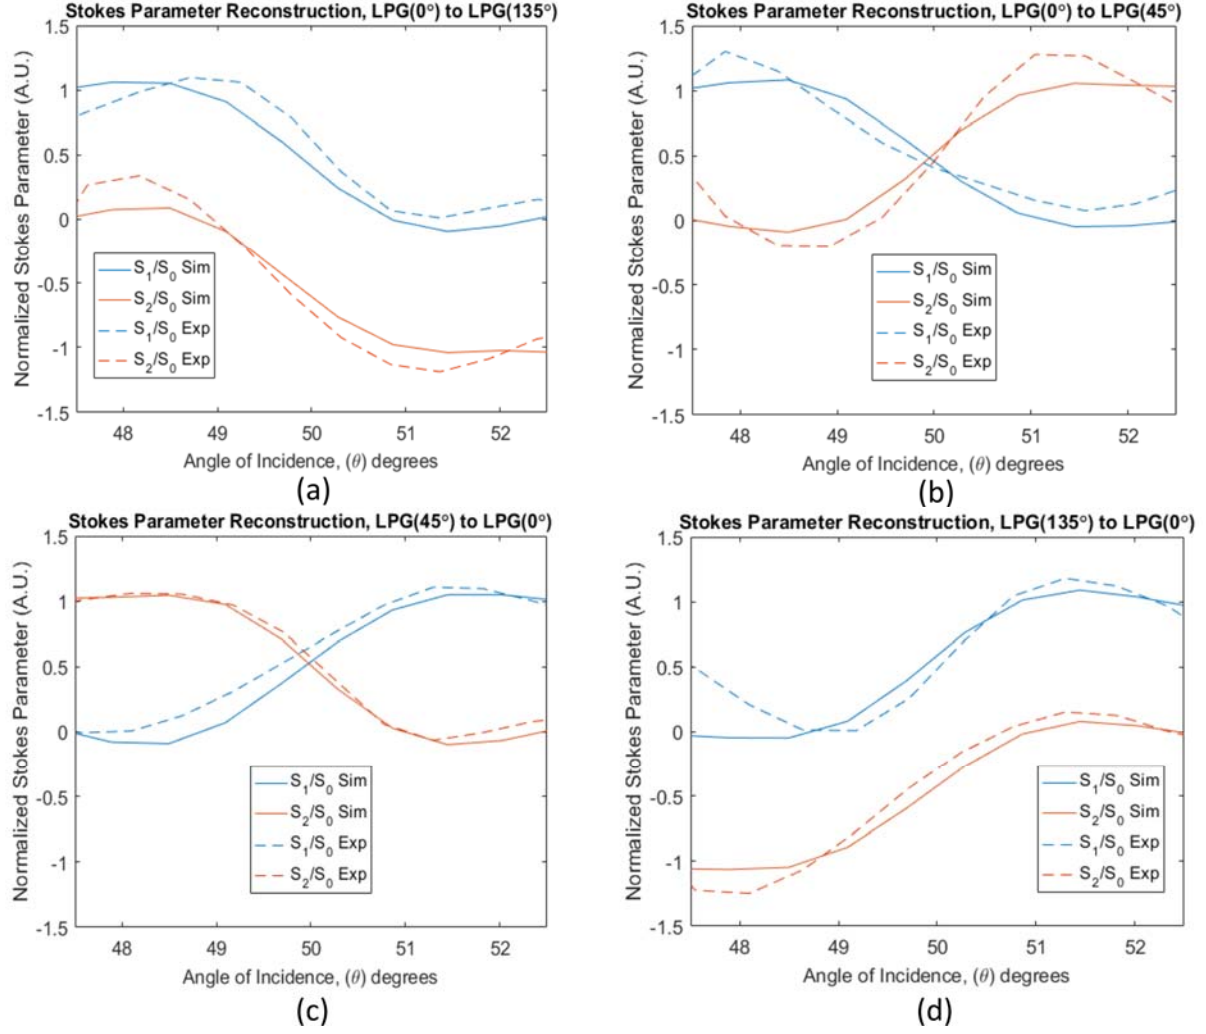 Stokes Parameter Reconstruction, LPG(0°) to LPG(135°)
Normalized Stokes Parameter (A.U.)
1.5
1
0.5
0
-0.5
-1
-1.5
S1/S0 Sim
S2/S0 Sim
S1/S0 Exp
S2/S0 Exp
48 49 50 51 52
Angle of Incidence, (θ) degrees
(a)
Stokes Parameter Reconstruction, LPG(0°) to LPG(45°)
Normalized Stokes Parameter (A.U.)
1.5
1
0.5
0
-0.5
-1
-1.5
S1/S0 Sim
S2/S0 Sim
S1/S0 Exp
S2/S0 Exp
48 49 50 51 52
Angle of Incidence, (θ) degrees
(b)
Stokes Parameter Reconstruction, LPG(45°) to LPG(0°)
Normalized Stokes Parameter (A.U.)
1.5
1
0.5
0
-0.5
-1
-1.5
S1/S0 Sim
S2/S0 Sim
S1/S0 Exp
S2/S0 Exp
48 49 50 51 52
Angle of Incidence, (θ) degrees
(c)
Stokes Parameter Reconstruction, LPG(135°) to LPG(0°)
Normalized Stokes Parameter (A.U.)
1.5
1
0.5
0
-0.5
-1
-1.5
S1/S0 Sim
S2/S0 Sim
S1/S0 Exp
S2/S0 Exp
48 49 50 51 52
Angle of Incidence, (θ) degrees
(d)